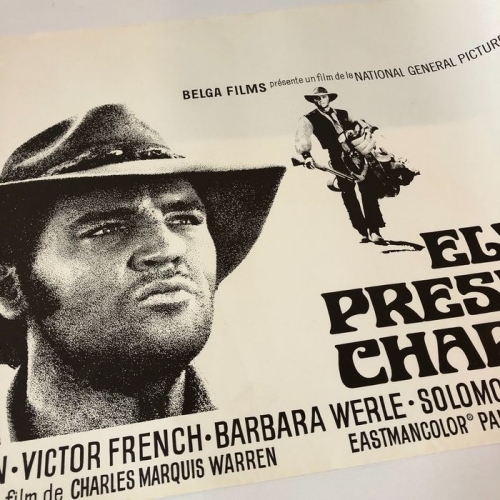 BELGA FILMS présente un film de la NATIONAL GENERAL PICTURE
EL
PRES
CHAR
N · VICTOR FRENCH · BARBARA WERLE · SOLOMO
film de CHARLES MARQUIS WARREN
EASTMANCOLOR® PA